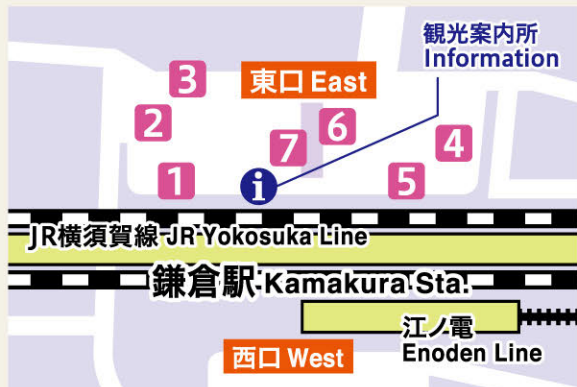 観光案内所
Information
東口 East
3
2
6
7
4
1
i
5
JR横須賀線 JR Yokosuka Line
鎌倉駅 Kamakura Sta.
江ノ電
Enoden Line
西口 West